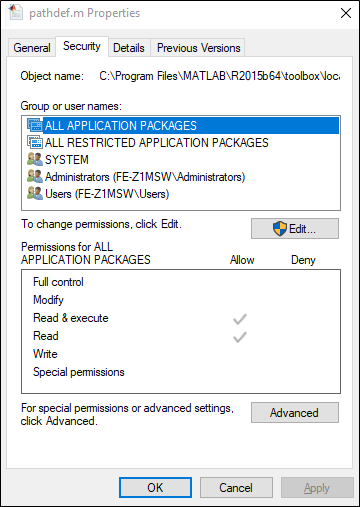 pathdef.m Properties
General Security Details Previous Versions
Object name: C:\Program Files\MATLAB\R2015b64\toolbox\loca
Group or user names:
ALL APPLICATION PACKAGES
ALL RESTRICTED APPLICATION PACKAGES
SYSTEM
Administrators (FE-Z1MSW\Administrators)
Users (FE-Z1MSW\Users)
To change permissions, click Edit. Edit...
Permissions for ALL
APPLICATION PACKAGES Allow Deny
Full control
Modify
Read & execute
Read
Write
Special permissions
For special permissions or advanced settings,
click Advanced. Advanced
OK Cancel Apply